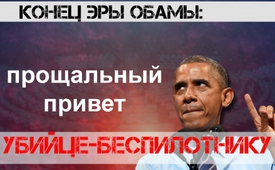 КОНЕЦ ЭРЫ ОБАМЫ:
прощальный
привет
УБИЙЦЕ-БЕСПИЛОТНИКУ